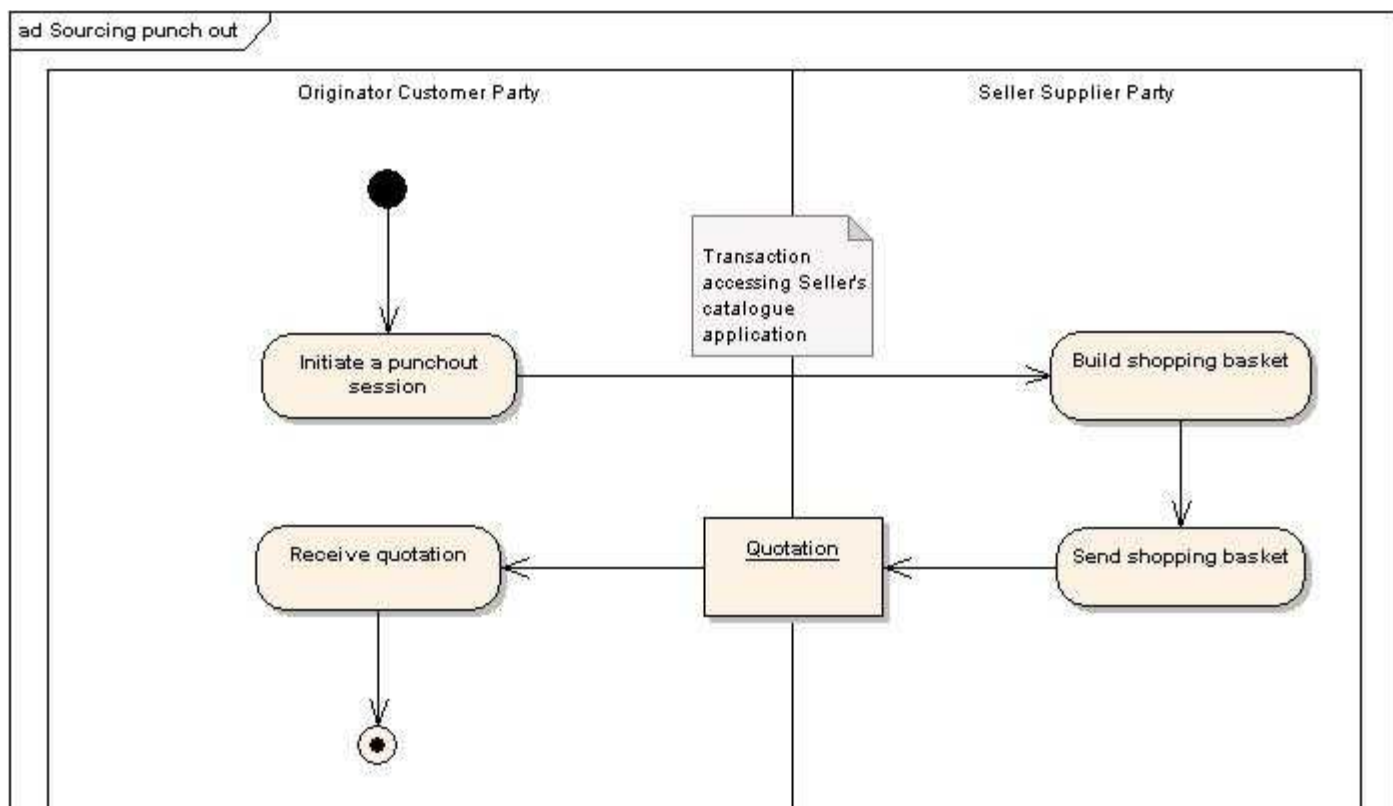 ad Sourcing punch out
Originator Customer Party
Seller Supplier Party
Transaction
accessing Seller's
catalogue
application
Initiate a punchout
session
Build shopping basket
Receive quotation
Quotation
Send shopping basket